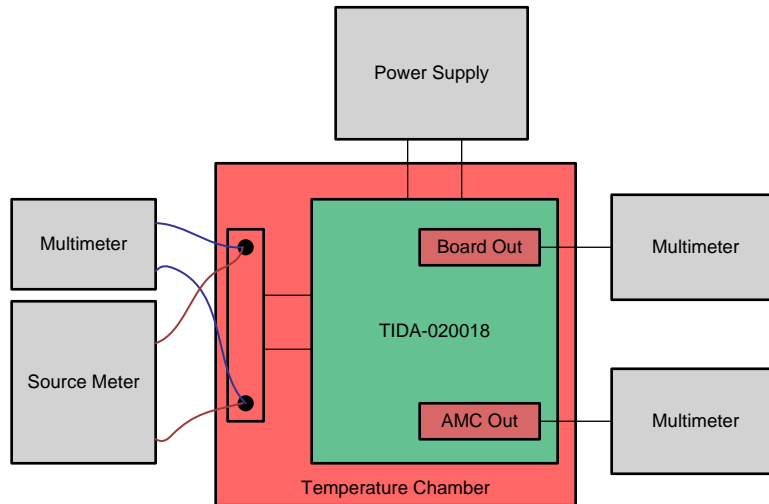 Power Supply
Multimeter
Board Out
Multimeter
TIDA-020018
Source Meter
AMC Out
Multimeter
Temperature Chamber